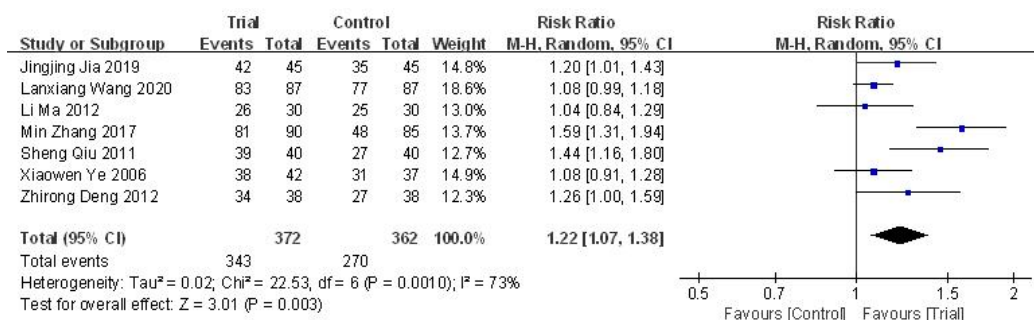 Trial Control Risk Ratio Risk Ratio
Study or Subgroup Events Total Events Total Weight M-H, Random, 95% CI M-H, Random, 95% CI
Jingjing Jia 2019 42 45 35 45 14.8% 1.20 [1.01, 1.43]
Lanxiang Wang 2020 83 87 77 87 18.6% 1.08 [0.99, 1.18]
Li Ma 2012 26 30 25 30 13.0% 1.04 [0.84, 1.29]
Min Zhang 2017 81 90 48 85 13.7% 1.59 [1.31, 1.94]
Sheng Qiu 2011 39 40 27 40 12.7% 1.44 [1.16, 1.80]
Xiaowen Ye 2006 38 42 31 37 14.9% 1.08 [0.91, 1.28]
Zhirong Deng 2012 34 38 27 38 12.3% 1.26 [1.00, 1.59]
Total (95% CI) 372 362 100.0% 1.22 [1.07, 1.38]
Total events 343 270
Heterogeneity: Tau² = 0.02; Chi² = 22.53, df = 6 (P = 0.0010); I² = 73%
Test for overall effect: Z = 3.01 (P = 0.003)
0.5 0.7 1 1.5 2
Favours [Control] Favours [Trial]